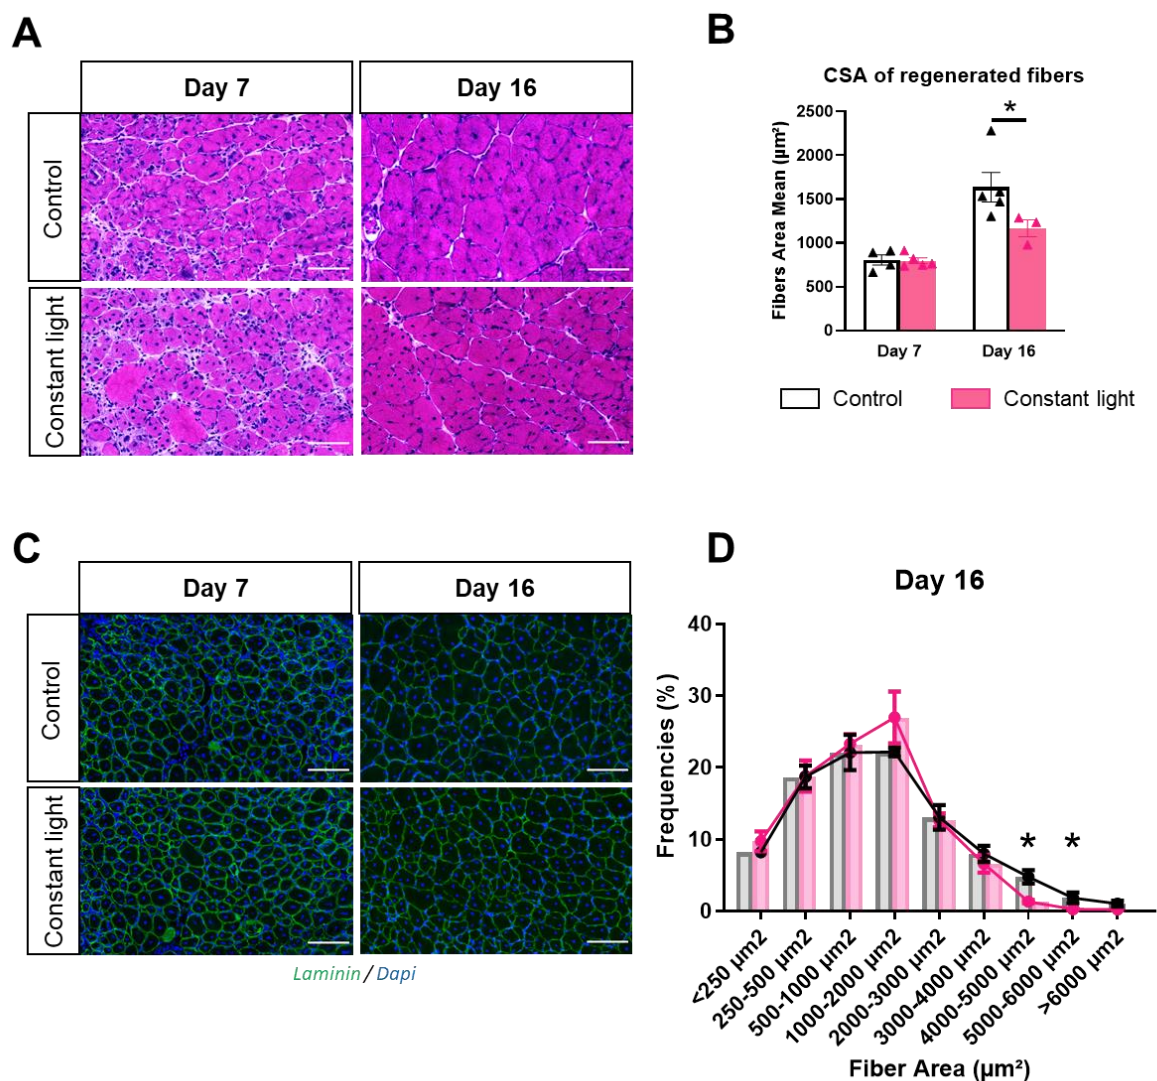 A
Day 7
Day 16
Control
Constant light
B
CSA of regenerated fibers
Fibers Area Mean (µm²)
2500
2000
1500
1000
500
0
*
Day 7
Day 16
Control
Constant light
C
Day 7
Day 16
Control
Constant light
Laminin / Dapi
D
Day 16
Frequencies (%)
40
30
20
10
0
*
*
<250 µm2
250-500 µm2
500-1000 µm2
1000-2000 µm2
2000-3000 µm2
3000-4000 µm2
4000-5000 µm2
5000-6000 µm2
>6000 µm2
Fiber Area (µm²)